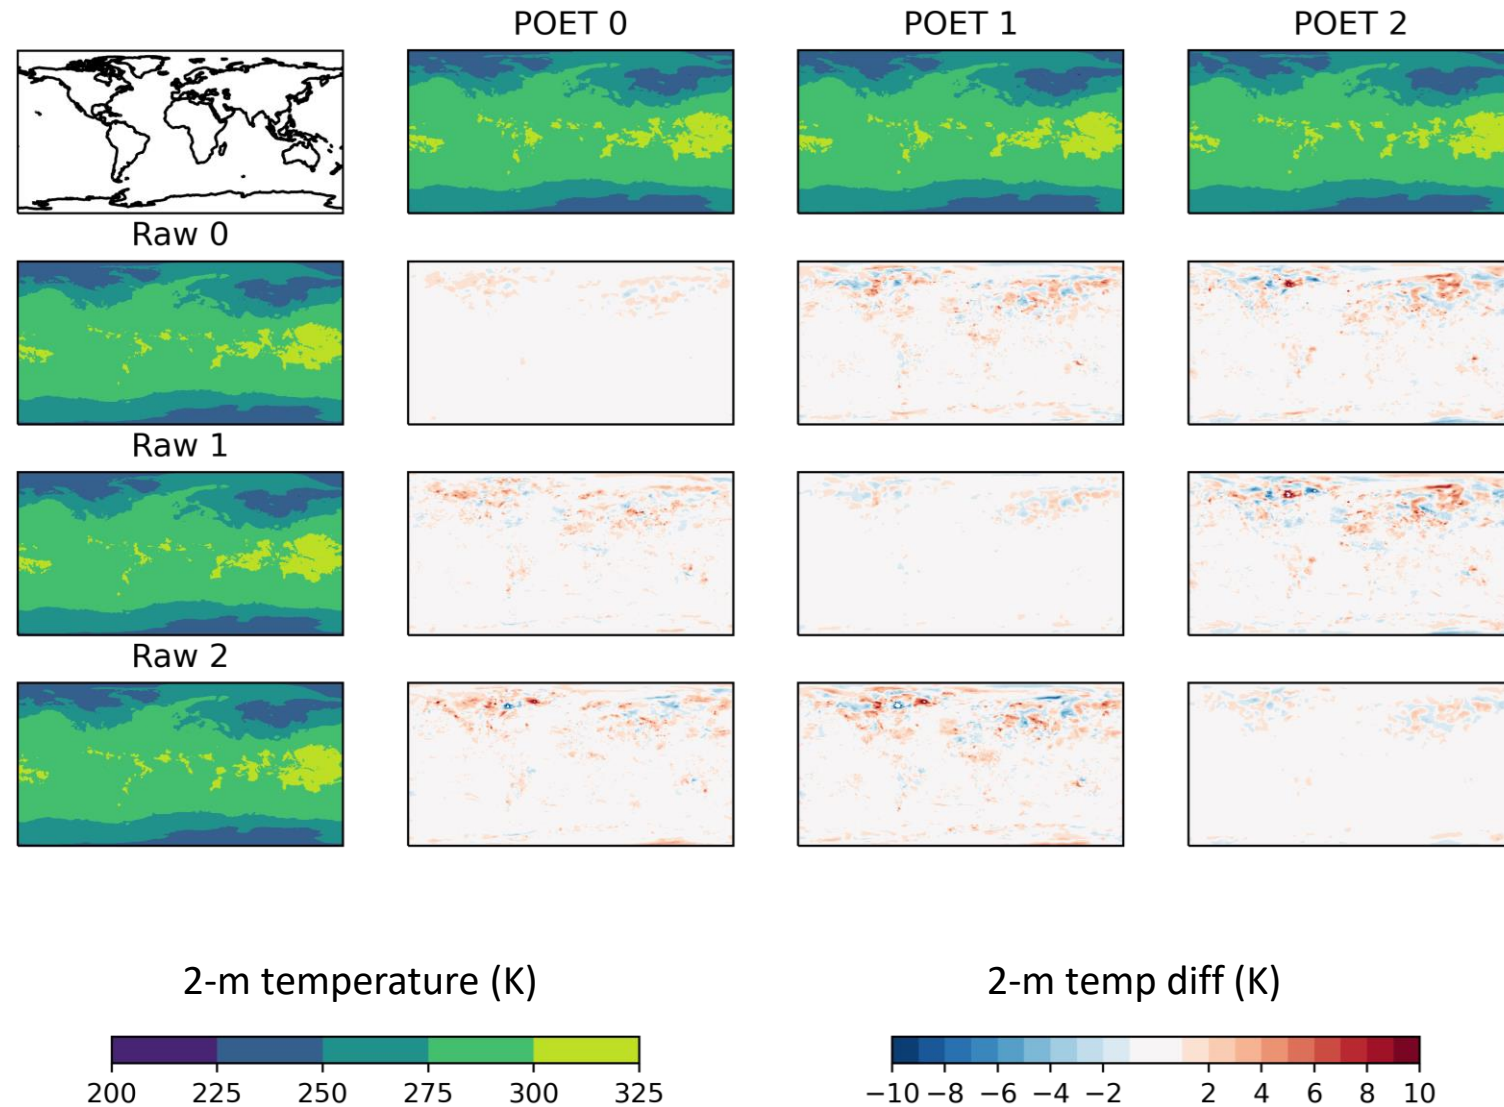 POET 0 POET 1 POET 2
Raw 0
Raw 1
Raw 2
2-m temperature (K) 2-m temp diff (K)
200 225 250 275 300 325 −10 −8 −6 −4 −2 2 4 6 8 10